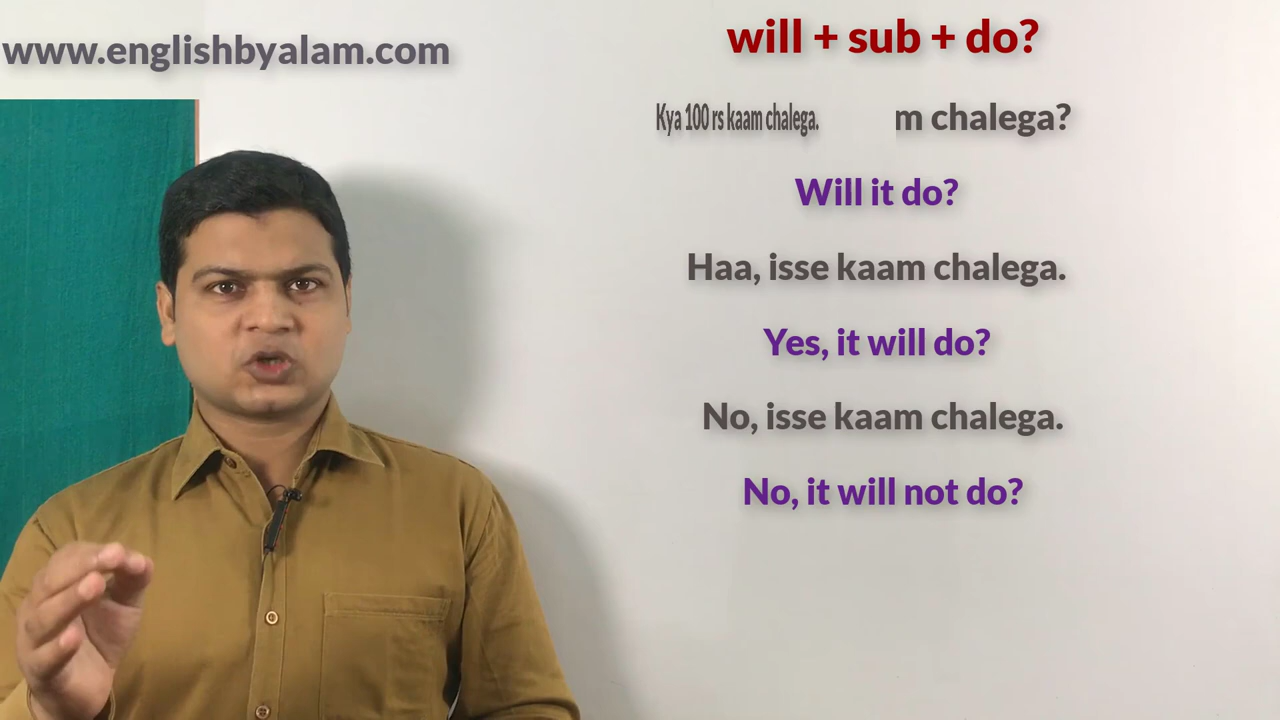 www.englishbyalam.com
will + sub + do?
Kya 100 rs kaam chalega. m chalega?
Will it do?
Haa, isse kaam chalega.
Yes, it will do?
No, isse kaam chalega.
No, it will not do?